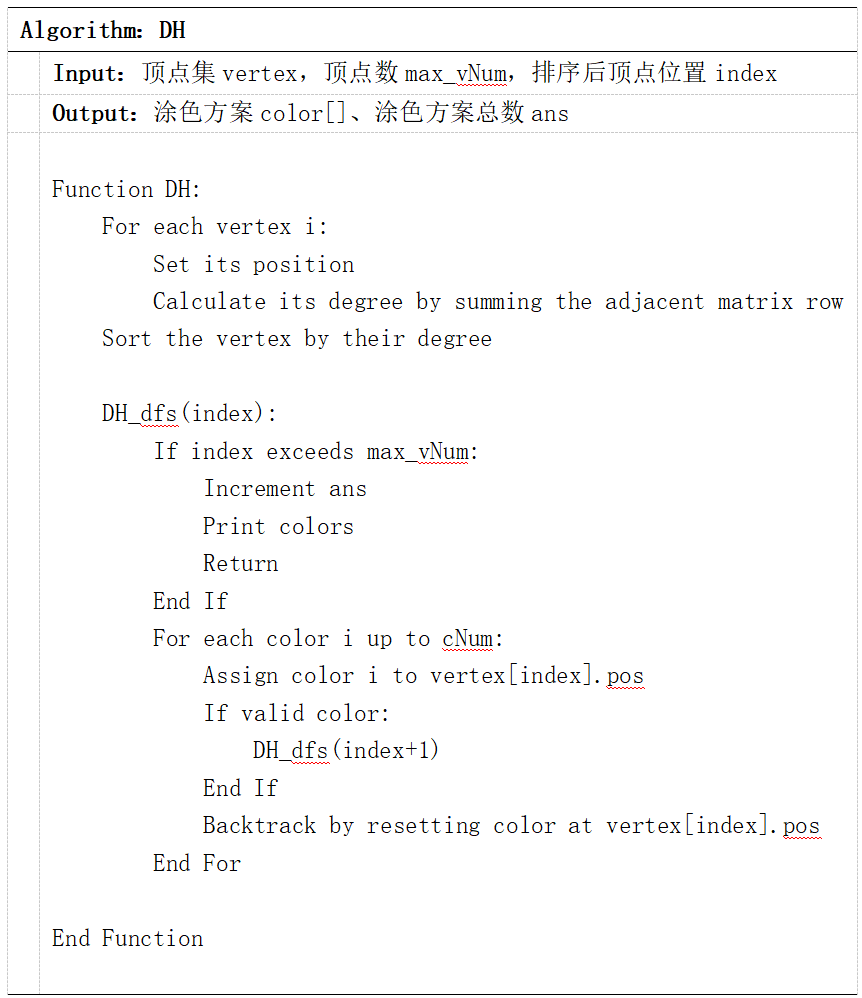 Algorithm：DH
Input：顶点集 vertex，顶点数 max_vNum，排序后顶点位置 index
Output：涂色方案 color[]、涂色方案总数 ans
Function DH:
For each vertex i:
Set its position
Calculate its degree by summing the adjacent matrix row
Sort the vertex by their degree
DH_dfs(index):
If index exceeds max_vNum:
Increment ans
Print colors
Return
End If
For each color i up to cNum:
Assign color i to vertex[index].pos
If valid color:
DH_dfs(index+1)
End If
Backtrack by resetting color at vertex[index].pos
End For
End Function